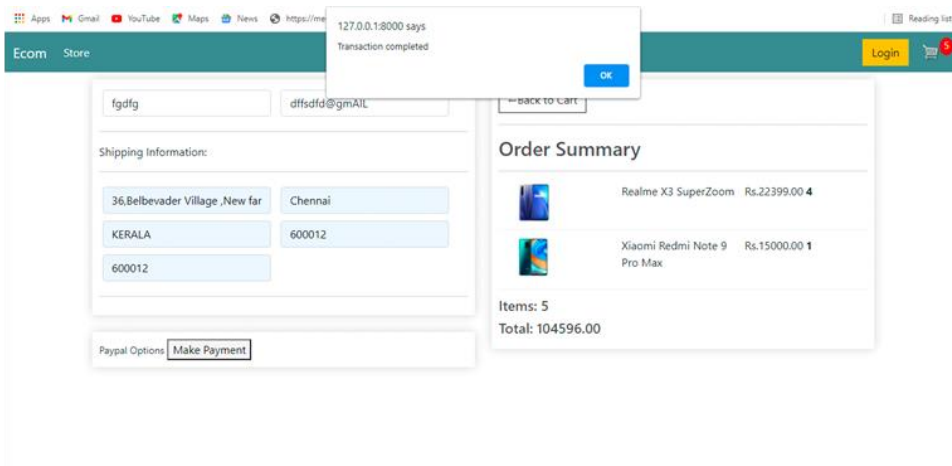 Apps Gmail YouTube Maps News https://me
Reading list
127.0.0.1:8000 says
Transaction completed
OK
Ecom Store
Login 5
fgdfg dffsdfd@gmAIL
Shipping Information:
36,Belbevader Village ,New far Chennai
KERALA 600012
600012
Paypal Options Make Payment
←Back to Cart
Order Summary
Realme X3 SuperZoom Rs.22399.00 4
Xiaomi Redmi Note 9 Rs.15000.00 1
Pro Max
Items: 5
Total: 104596.00